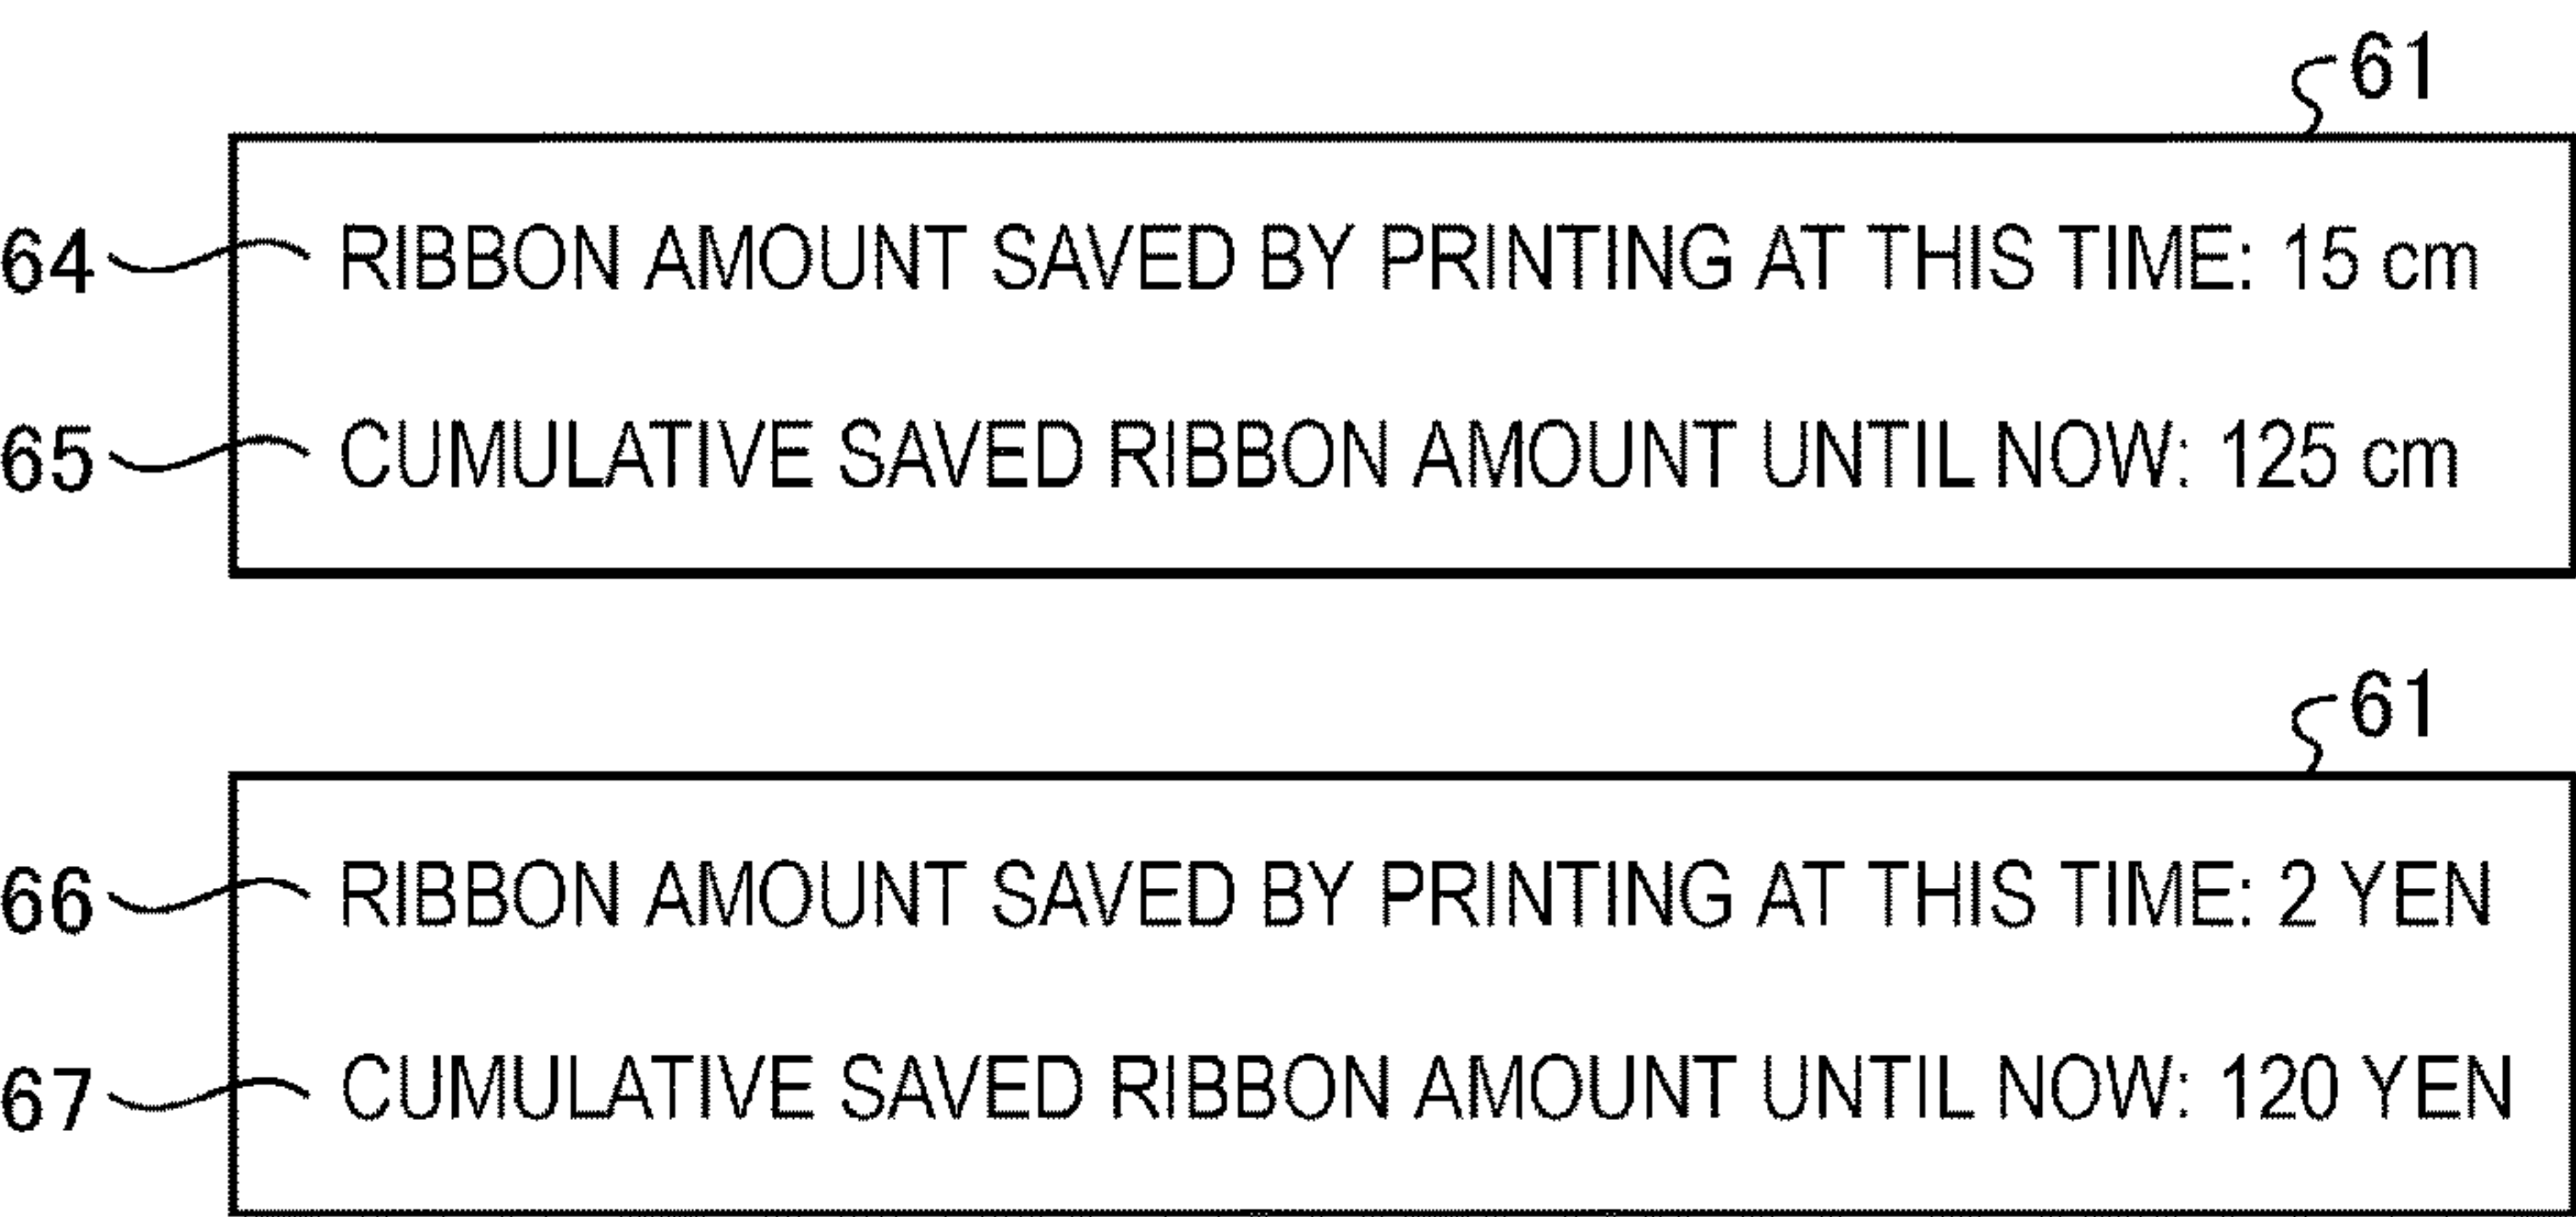 61
64 RIBBON AMOUNT SAVED BY PRINTING AT THIS TIME: 15 cm
65 CUMULATIVE SAVED RIBBON AMOUNT UNTIL NOW: 125 cm
61
66 RIBBON AMOUNT SAVED BY PRINTING AT THIS TIME: 2 YEN
67 CUMULATIVE SAVED RIBBON AMOUNT UNTIL NOW: 120 YEN